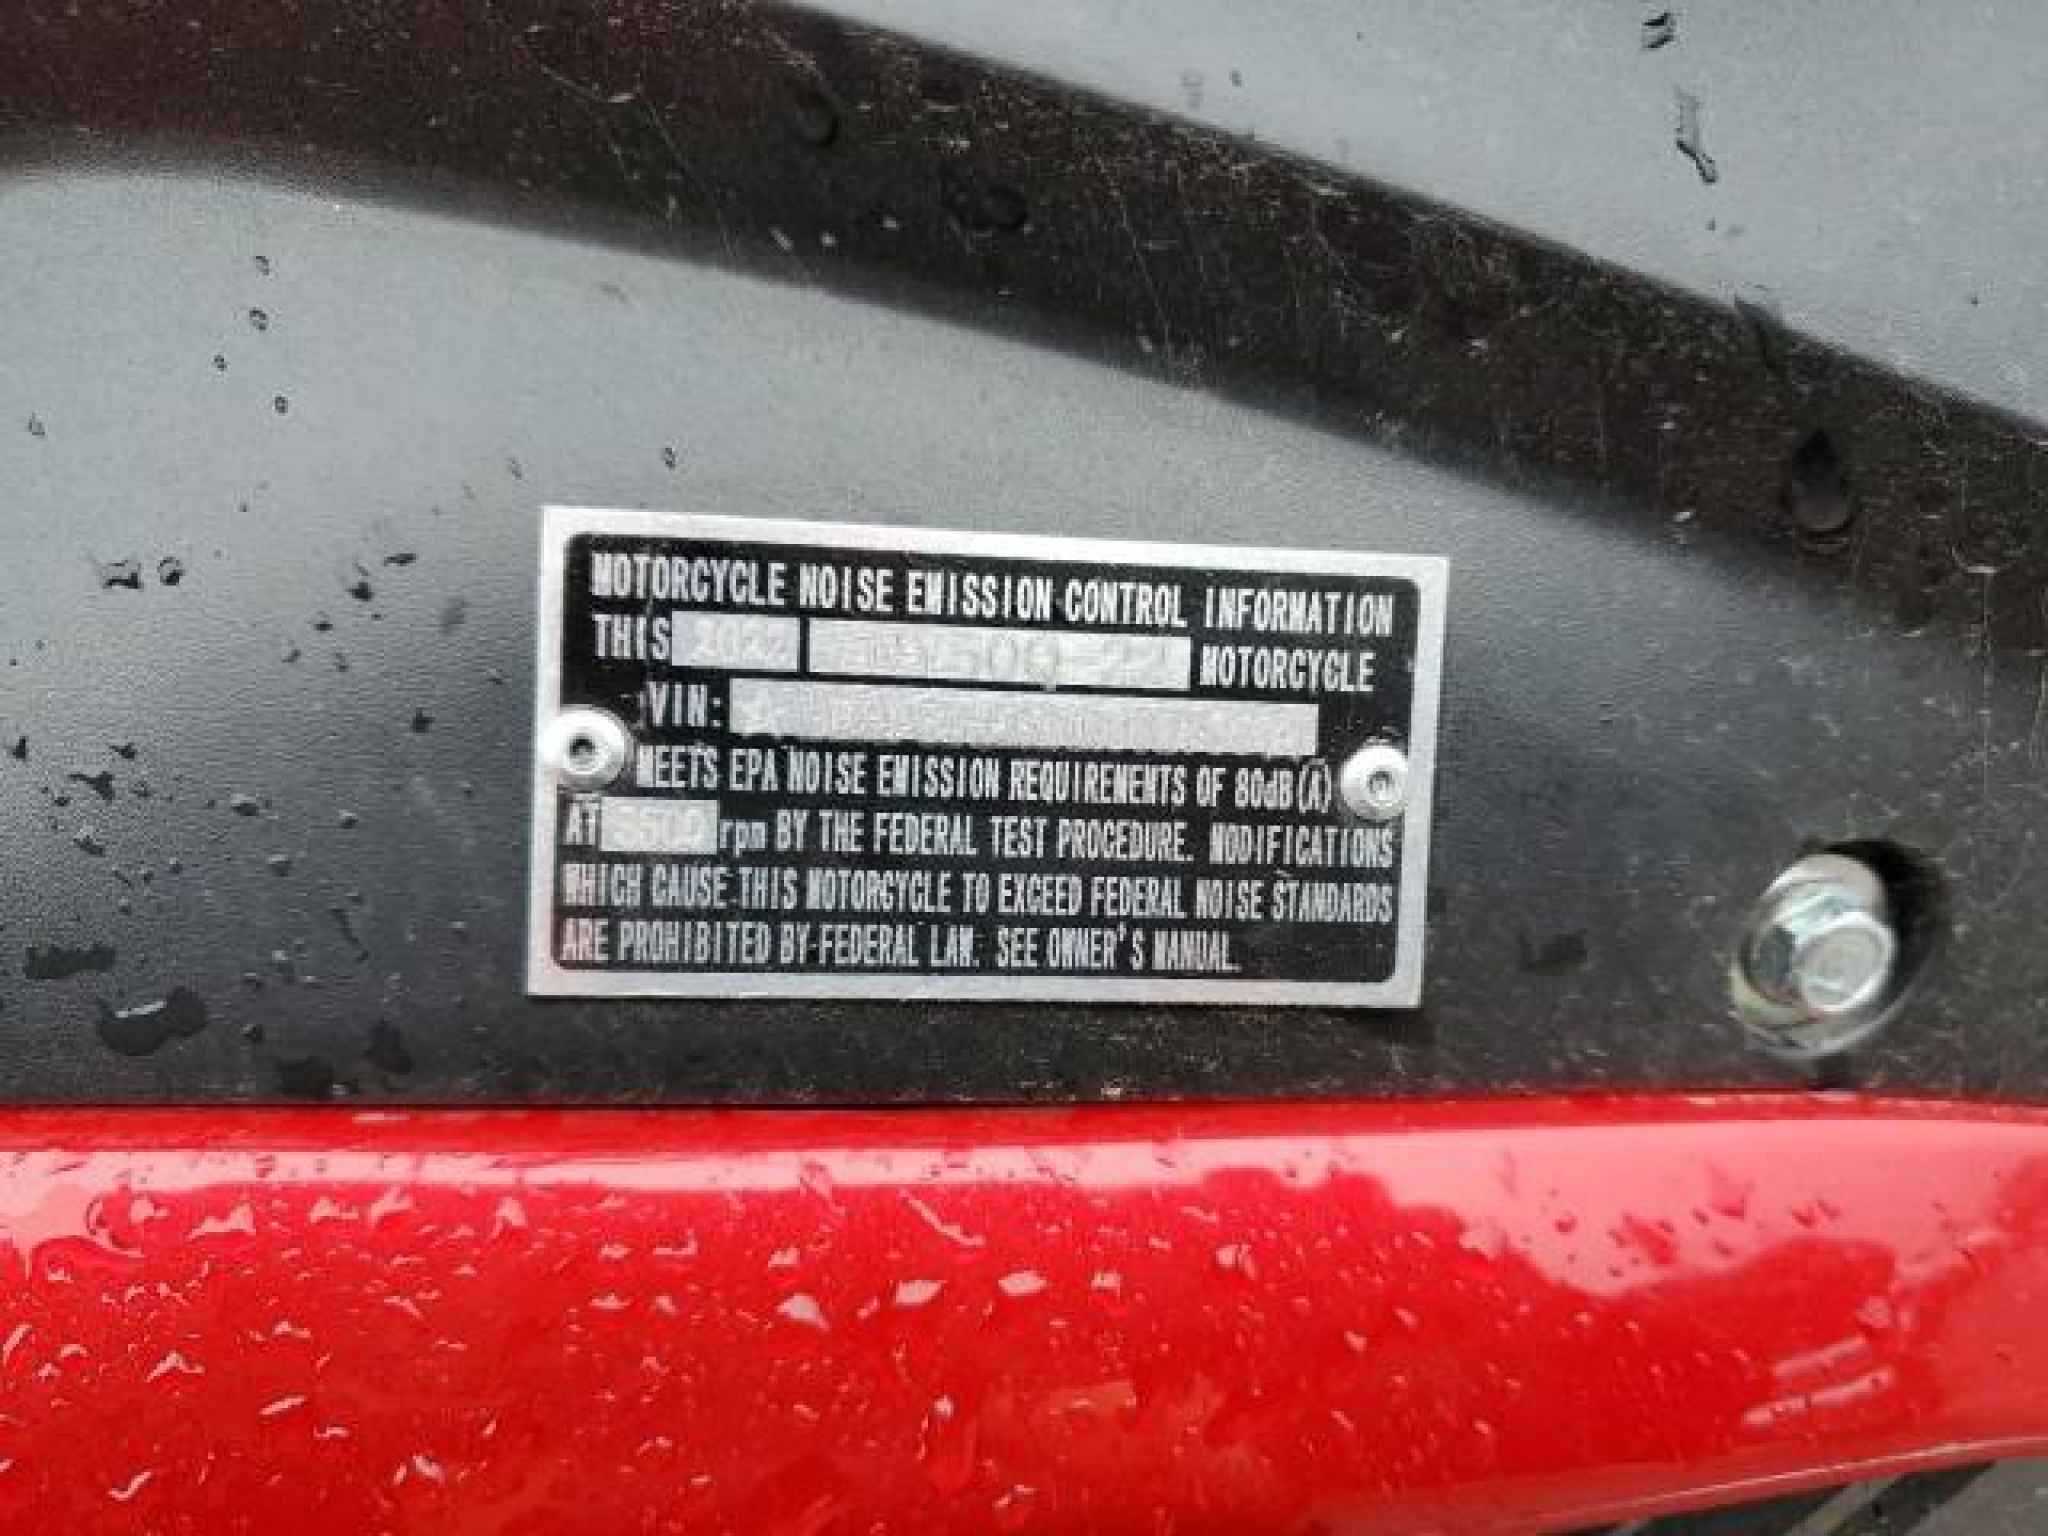 MOTORCYCLE NOISE EMISSION CONTROL INFORMATION
THIS 2022 MOTORCYCLE
VIN:
MEETS EPA NOISE EMISSION REQUIREMENTS OF 80dB(A)
AT rpm BY THE FEDERAL TEST PROCEDURE. MODIFICATIONS
WHICH CAUSE THIS MOTORCYCLE TO EXCEED FEDERAL NOISE STANDARDS
ARE PROHIBITED BY FEDERAL LAW. SEE OWNER'S MANUAL.